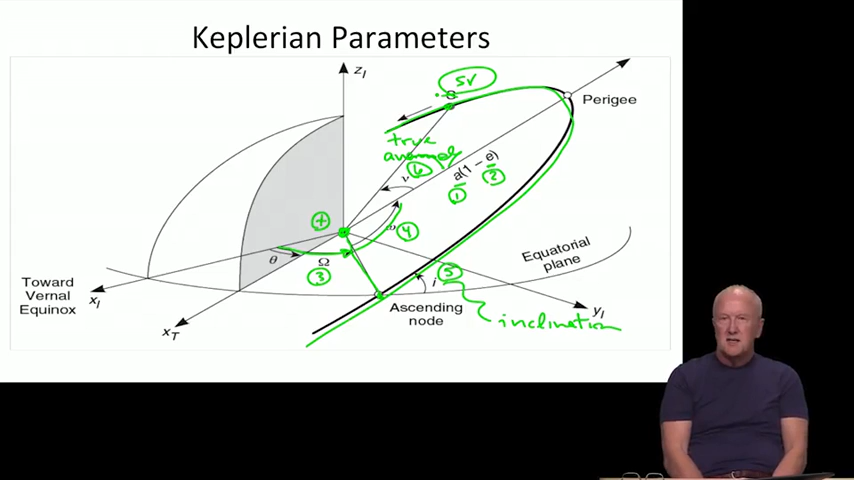 Keplerian Parameters
z_I
SV
Perigee
true
anomaly
6
ν
a(1 – e)
1
2
+
4
ω
θ
Ω
3
Equatorial
plane
5
i
Toward
Vernal
Equinox
x_I
x_T
Ascending
node
y_I
inclination